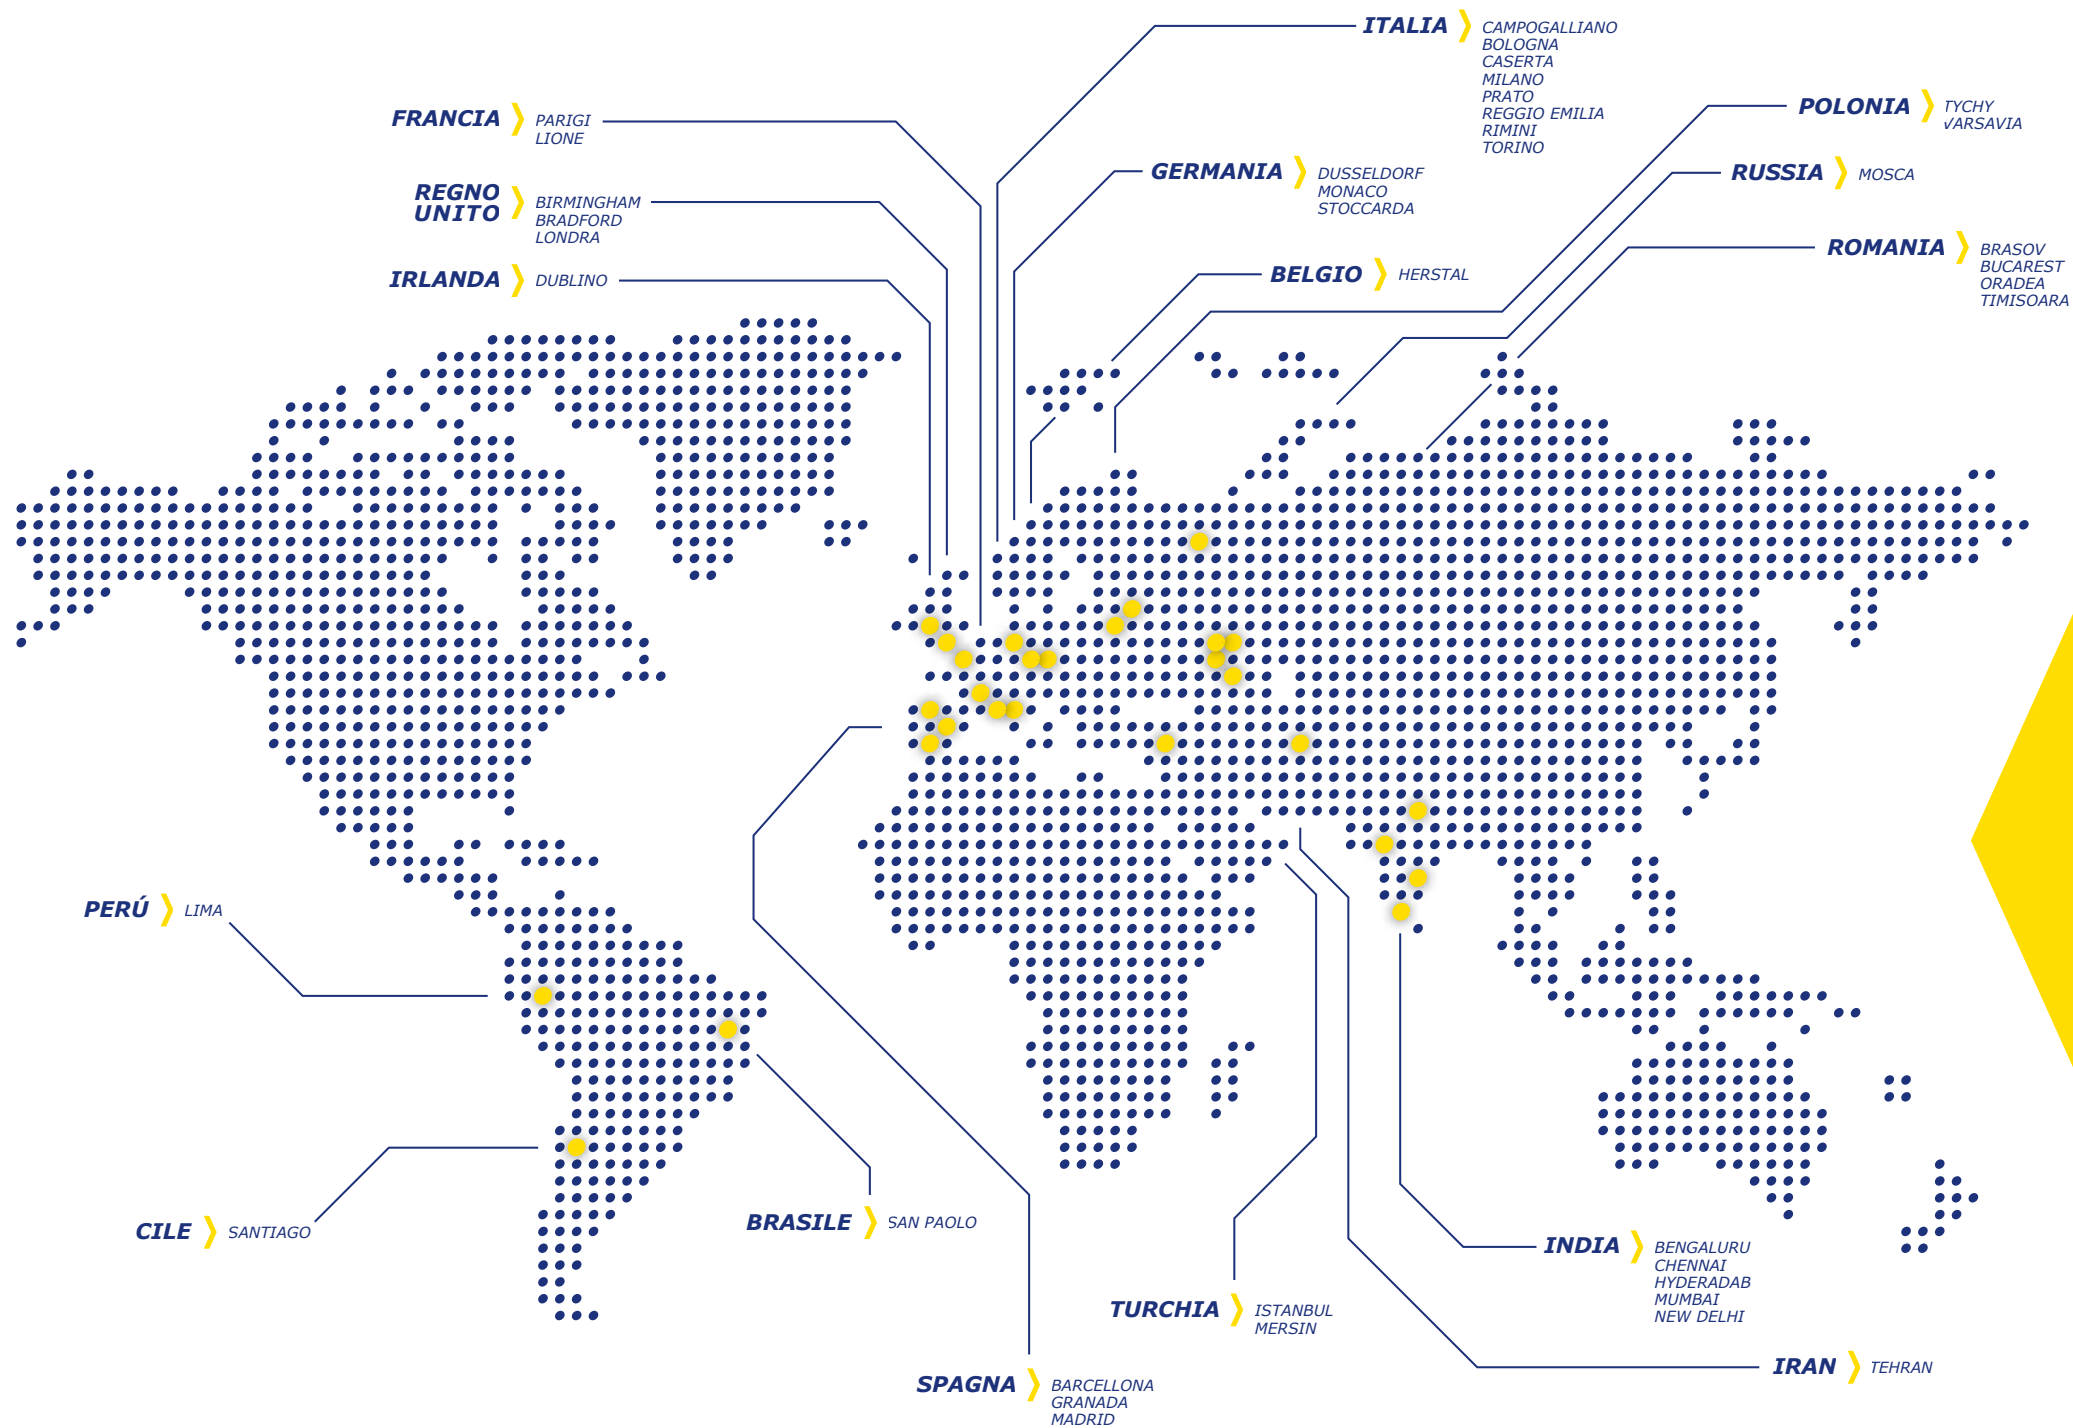 ITALIA
CAMPOGALLIANO
BOLOGNA
CASERTA
MILANO
PRATO
REGGIO EMILIA
RIMINI
TORINO
FRANCIA
PARIGI
LIONE
POLONIA
TYCHY
VARSAVIA
GERMANIA
DUSSELDORF
MONACO
STOCCARDA
RUSSIA
MOSCA
REGNO
UNITO
BIRMINGHAM
BRADFORD
LONDRA
ROMANIA
BRASOV
BUCAREST
ORADEA
TIMISOARA
IRLANDA
DUBLINO
BELGIO
HERSTAL
PERÚ
LIMA
CILE
SANTIAGO
BRASILE
SAN PAOLO
INDIA
BENGALURU
CHENNAI
HYDERADAB
MUMBAI
NEW DELHI
TURCHIA
ISTANBUL
MERSIN
IRAN
TEHRAN
SPAGNA
BARCELLONA
GRANADA
MADRID